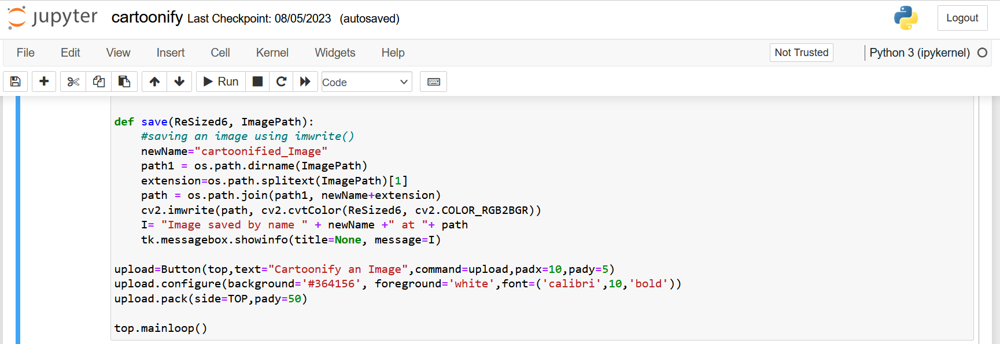 jupyter cartoonify Last Checkpoint: 08/05/2023 (autosaved) Logout
File Edit View Insert Cell Kernel Widgets Help Not Trusted Python 3 (ipykernel)
Run Code
def save(ReSized6, ImagePath):
    #saving an image using imwrite()
    newName="cartoonified_Image"
    path1 = os.path.dirname(ImagePath)
    extension=os.path.splitext(ImagePath)[1]
    path = os.path.join(path1, newName+extension)
    cv2.imwrite(path, cv2.cvtColor(ReSized6, cv2.COLOR_RGB2BGR))
    I= "Image saved by name " + newName +" at "+ path
    tk.messagebox.showinfo(title=None, message=I)
upload=Button(top,text="Cartoonify an Image",command=upload,padx=10,pady=5)
upload.configure(background='#364156', foreground='white',font=('calibri',10,'bold'))
upload.pack(side=TOP,pady=50)
top.mainloop()